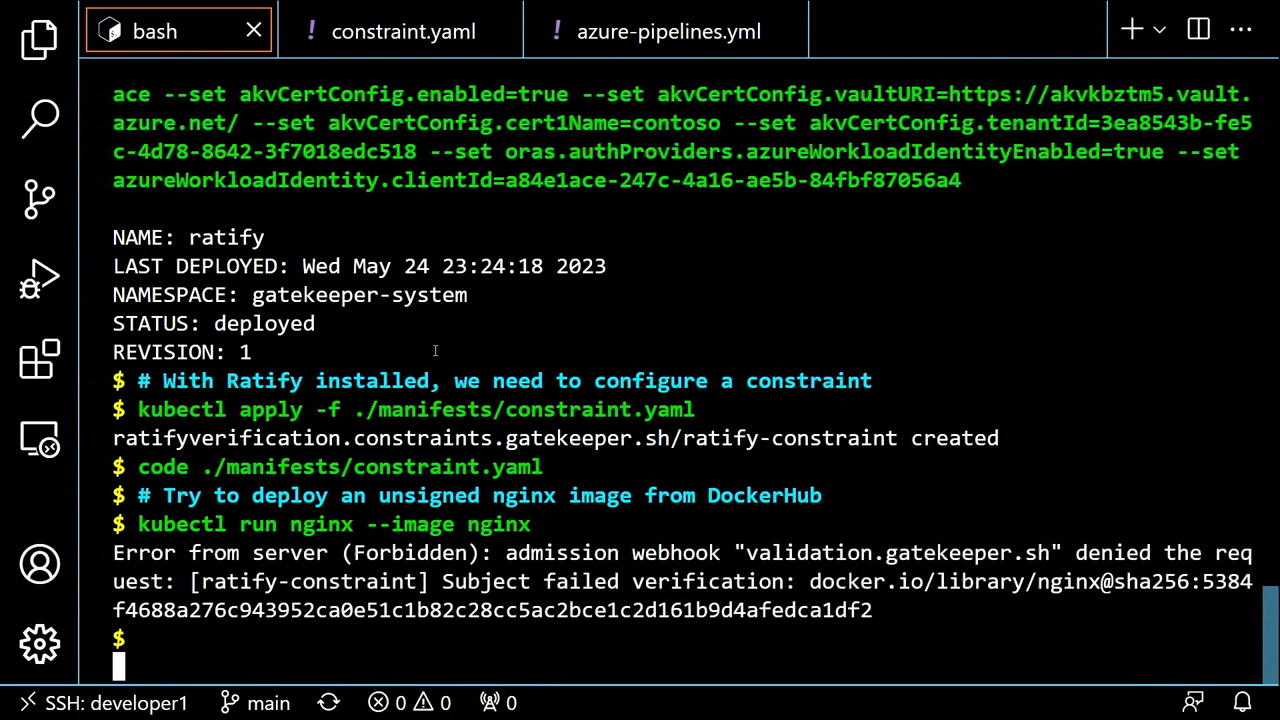 bash
! constraint.yaml
! azure-pipelines.yml
ace --set akvCertConfig.enabled=true --set akvCertConfig.vaultURI=https://akvkbztm5.vault.
azure.net/ --set akvCertConfig.cert1Name=contoso --set akvCertConfig.tenantId=3ea8543b-fe5
c-4d78-8642-3f7018edc518 --set oras.authProviders.azureWorkloadIdentityEnabled=true --set
azureWorkloadIdentity.clientId=a84e1ace-247c-4a16-ae5b-84fbf87056a4
NAME: ratify
LAST DEPLOYED: Wed May 24 23:24:18 2023
NAMESPACE: gatekeeper-system
STATUS: deployed
REVISION: 1
$ # With Ratify installed, we need to configure a constraint
$ kubectl apply -f ./manifests/constraint.yaml
ratifyverification.constraints.gatekeeper.sh/ratify-constraint created
$ code ./manifests/constraint.yaml
$ # Try to deploy an unsigned nginx image from DockerHub
$ kubectl run nginx --image nginx
Error from server (Forbidden): admission webhook "validation.gatekeeper.sh" denied the req
uest: [ratify-constraint] Subject failed verification: docker.io/library/nginx@sha256:5384
f4688a276c943952ca0e51c1b82c28cc5ac2bce1c2d161b9d4afedca1df2
$
SSH: developer1 main 0 0 0